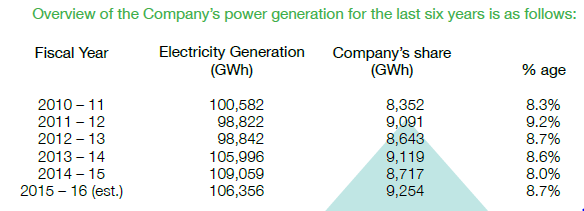 Overview of the Company's power generation for the last six years is as follows:
Fiscal Year Electricity Generation Company's share
(GWh) (GWh) % age
2010 – 11 100,582 8,352 8.3%
2011 – 12 98,822 9,091 9.2%
2012 – 13 98,842 8,643 8.7%
2013 – 14 105,996 9,119 8.6%
2014 – 15 109,059 8,717 8.0%
2015 – 16 (est.) 106,356 9,254 8.7%